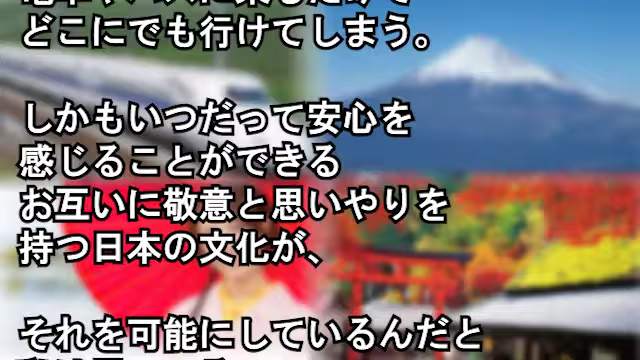 どこにでも行けてしまう。
しかもいつだって安心を
感じることができる
お互いに敬意と思いやりを
持つ日本の文化が、
それを可能にしているんだと